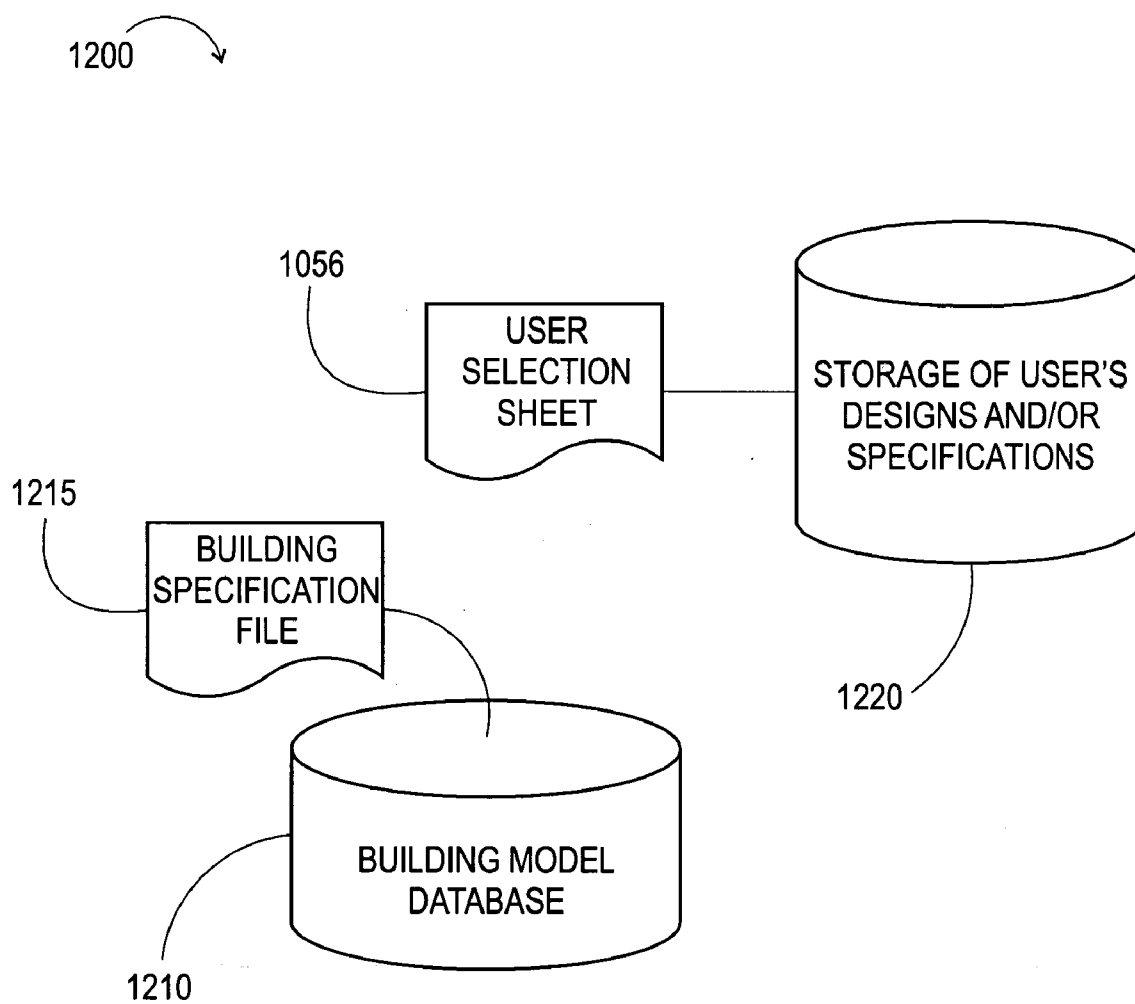 1200
1056
USER
SELECTION
SHEET
STORAGE OF USER'S
DESIGNS AND/OR
SPECIFICATIONS
1215
BUILDING
SPECIFICATION
FILE
1220
BUILDING MODEL
DATABASE
1210